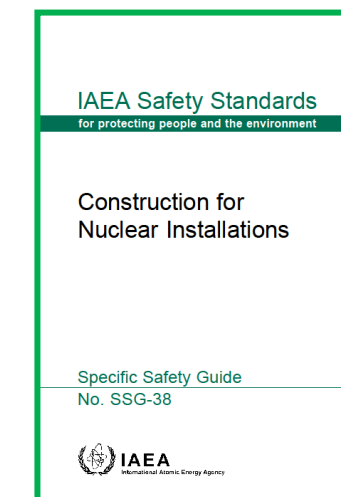 IAEA Safety Standards
for protecting people and the environment
Construction for
Nuclear Installations
Specific Safety Guide
No. SSG-38
IAEA
International Atomic Energy Agency